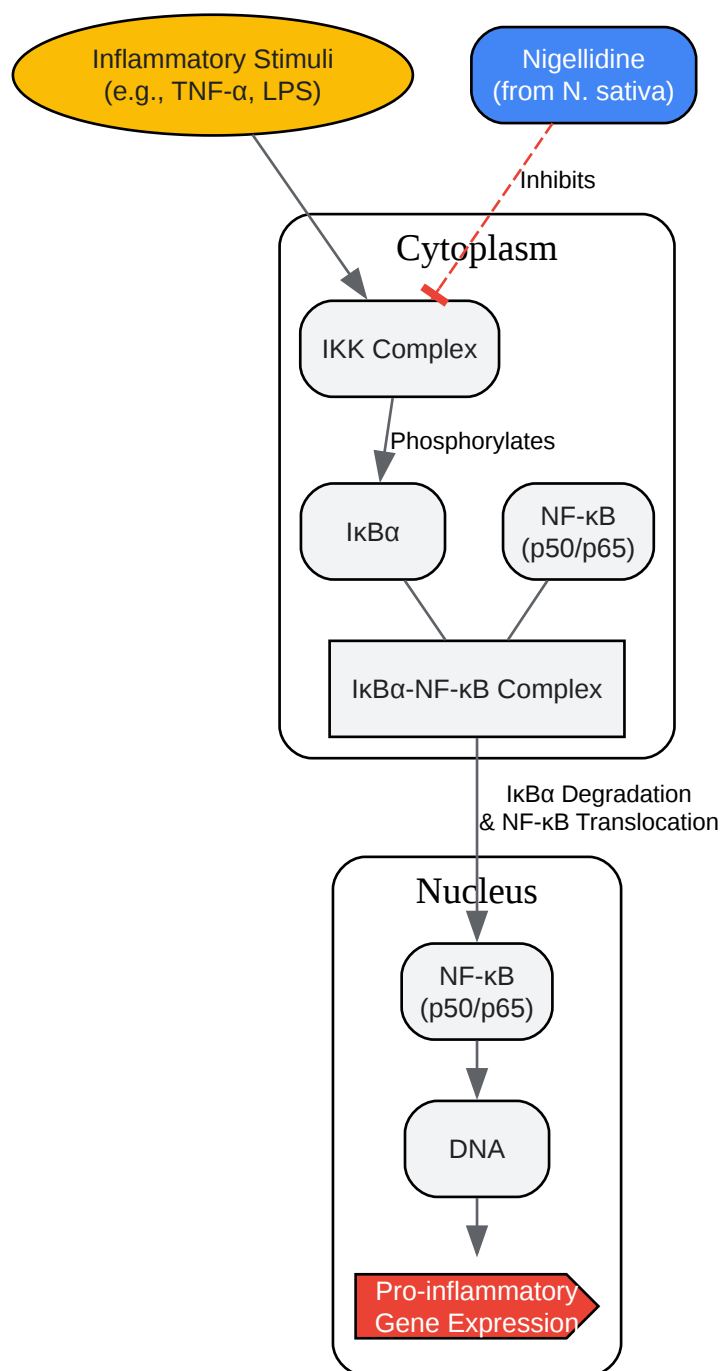 Inflammatory Stimuli
(e.g., TNF-α, LPS)
Nigellidine
(from N. sativa)
Inhibits
Cytoplasm
IKK Complex
Phosphorylates
IκBα
NF-κB
(p50/p65)
IκBα-NF-κB Complex
IκBα Degradation
& NF-κB Translocation
Nucleus
NF-κB
(p50/p65)
DNA
Pro-inflammatory
Gene Expression